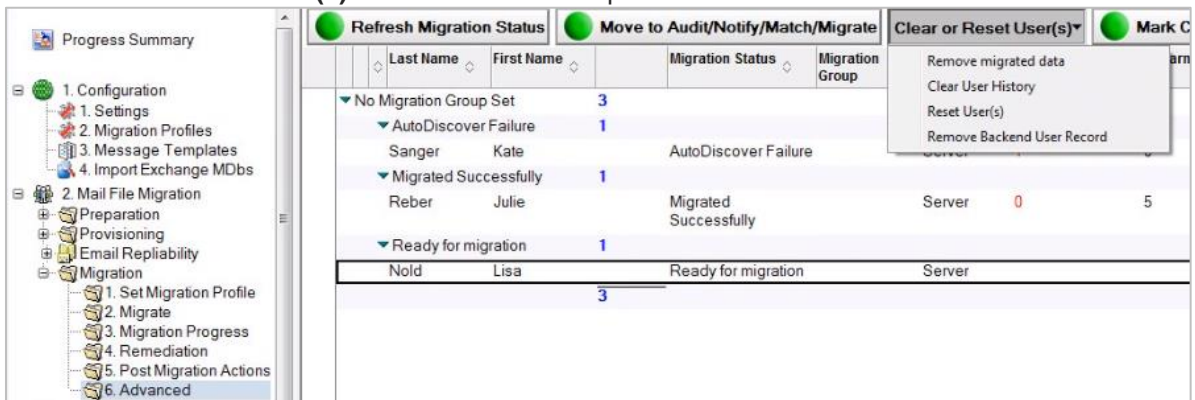 (s)
Progress Summary
1. Configuration
1. Settings
2. Migration Profiles
3. Message Templates
4. Import Exchange MDbs
2. Mail File Migration
Preparation
Provisioning
Email Repliability
Migration
1. Set Migration Profile
2. Migrate
3. Migration Progress
4. Remediation
5. Post Migration Actions
6. Advanced
Refresh Migration Status Move to Audit/Notify/Match/Migrate Clear or Reset User(s)
Last Name First Name Migration Status Migration
Group
Remove migrated data
Clear User History
Reset User(s)
Remove Backend User Record
No Migration Group Set 3
AutoDiscover Failure 1
Sanger Kate AutoDiscover Failure
Migrated Successfully 1
Reber Julie Migrated Server 0 5
Successfully
Ready for migration 1
Nold Lisa Ready for migration Server
3